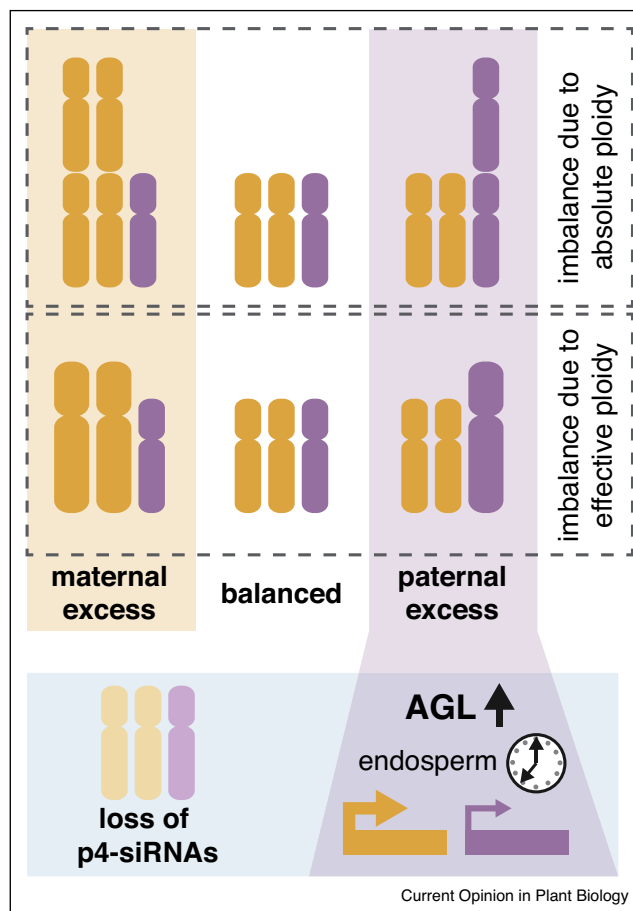 imbalance due to
absolute ploidy
imbalance due to
effective ploidy
maternal
excess
balanced
paternal
excess
loss of
p4-siRNAs
AGL
endosperm
Current Opinion in Plant Biology